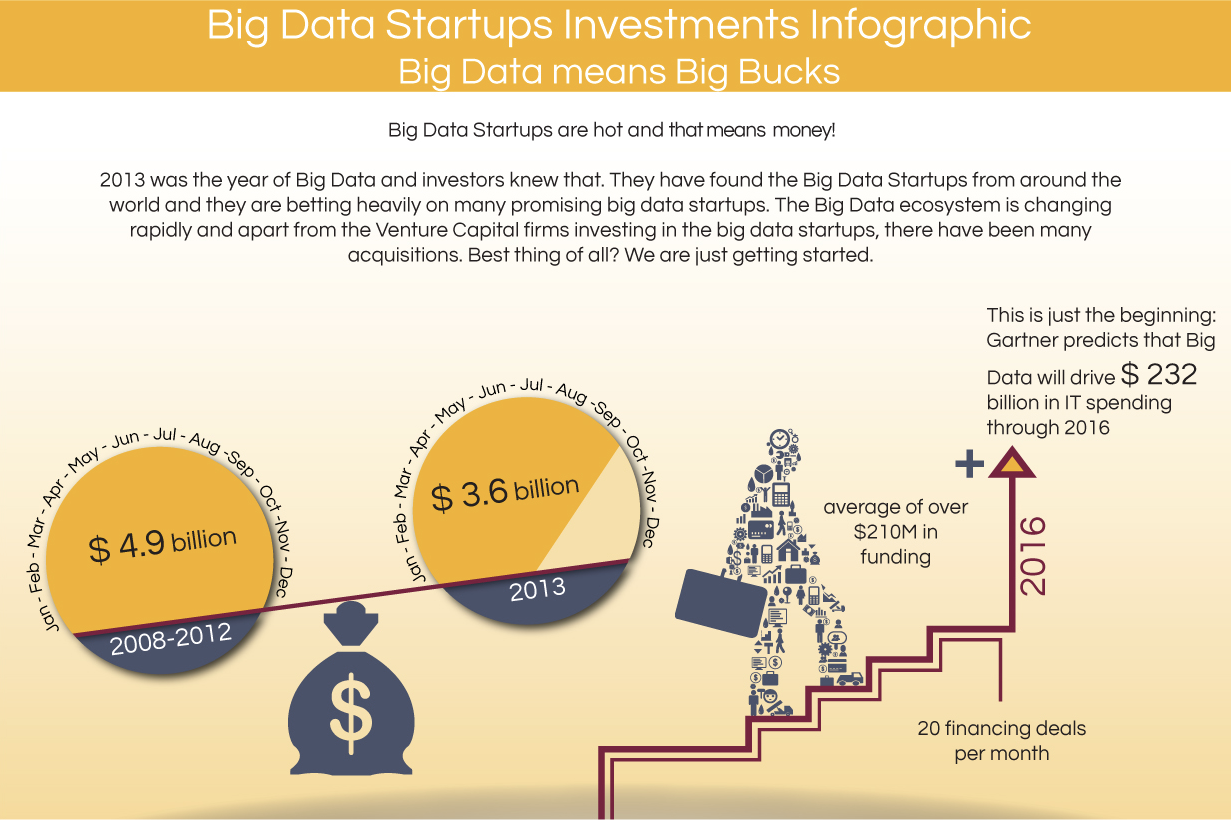 Big Data Startups Investments Infographic
Big Data means Big Bucks
Big Data Startups are hot and that means money!
2013 was the year of Big Data and investors knew that. They have found the Big Data Startups from around the
world and they are betting heavily on many promising big data startups. The Big Data ecosystem is changing
rapidly and apart from the Venture Capital firms investing in the big data startups, there have been many
acquisitions. Best thing of all? We are just getting started.
This is just the beginning:
Gartner predicts that Big
Data will drive $ 232
billion in IT spending
through 2016
Jan - Feb - Mar - Apr - May - Jun - Jul - Aug -Sep - Oct -Nov - Dec
$ 4.9 billion
2008-2012
Jan - Feb - Mar - Apr - May - Jun - Jul - Aug -Sep - Oct -Nov - Dec
$ 3.6 billion
2013
$
average of over
$210M in
funding
+
2016
20 financing deals
per month